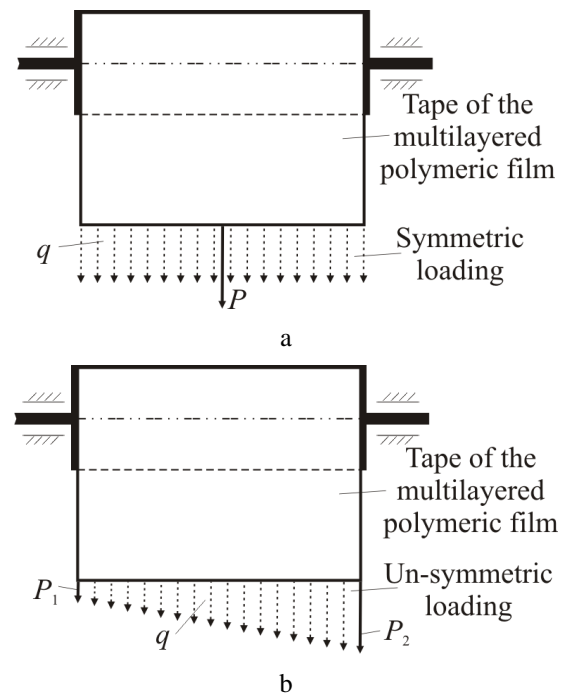 Tape of the
multilayered
polymeric film
q
Symmetric
loading
P
a
Tape of the
multilayered
polymeric film
P1
q
Un-symmetric
loading
P2
b